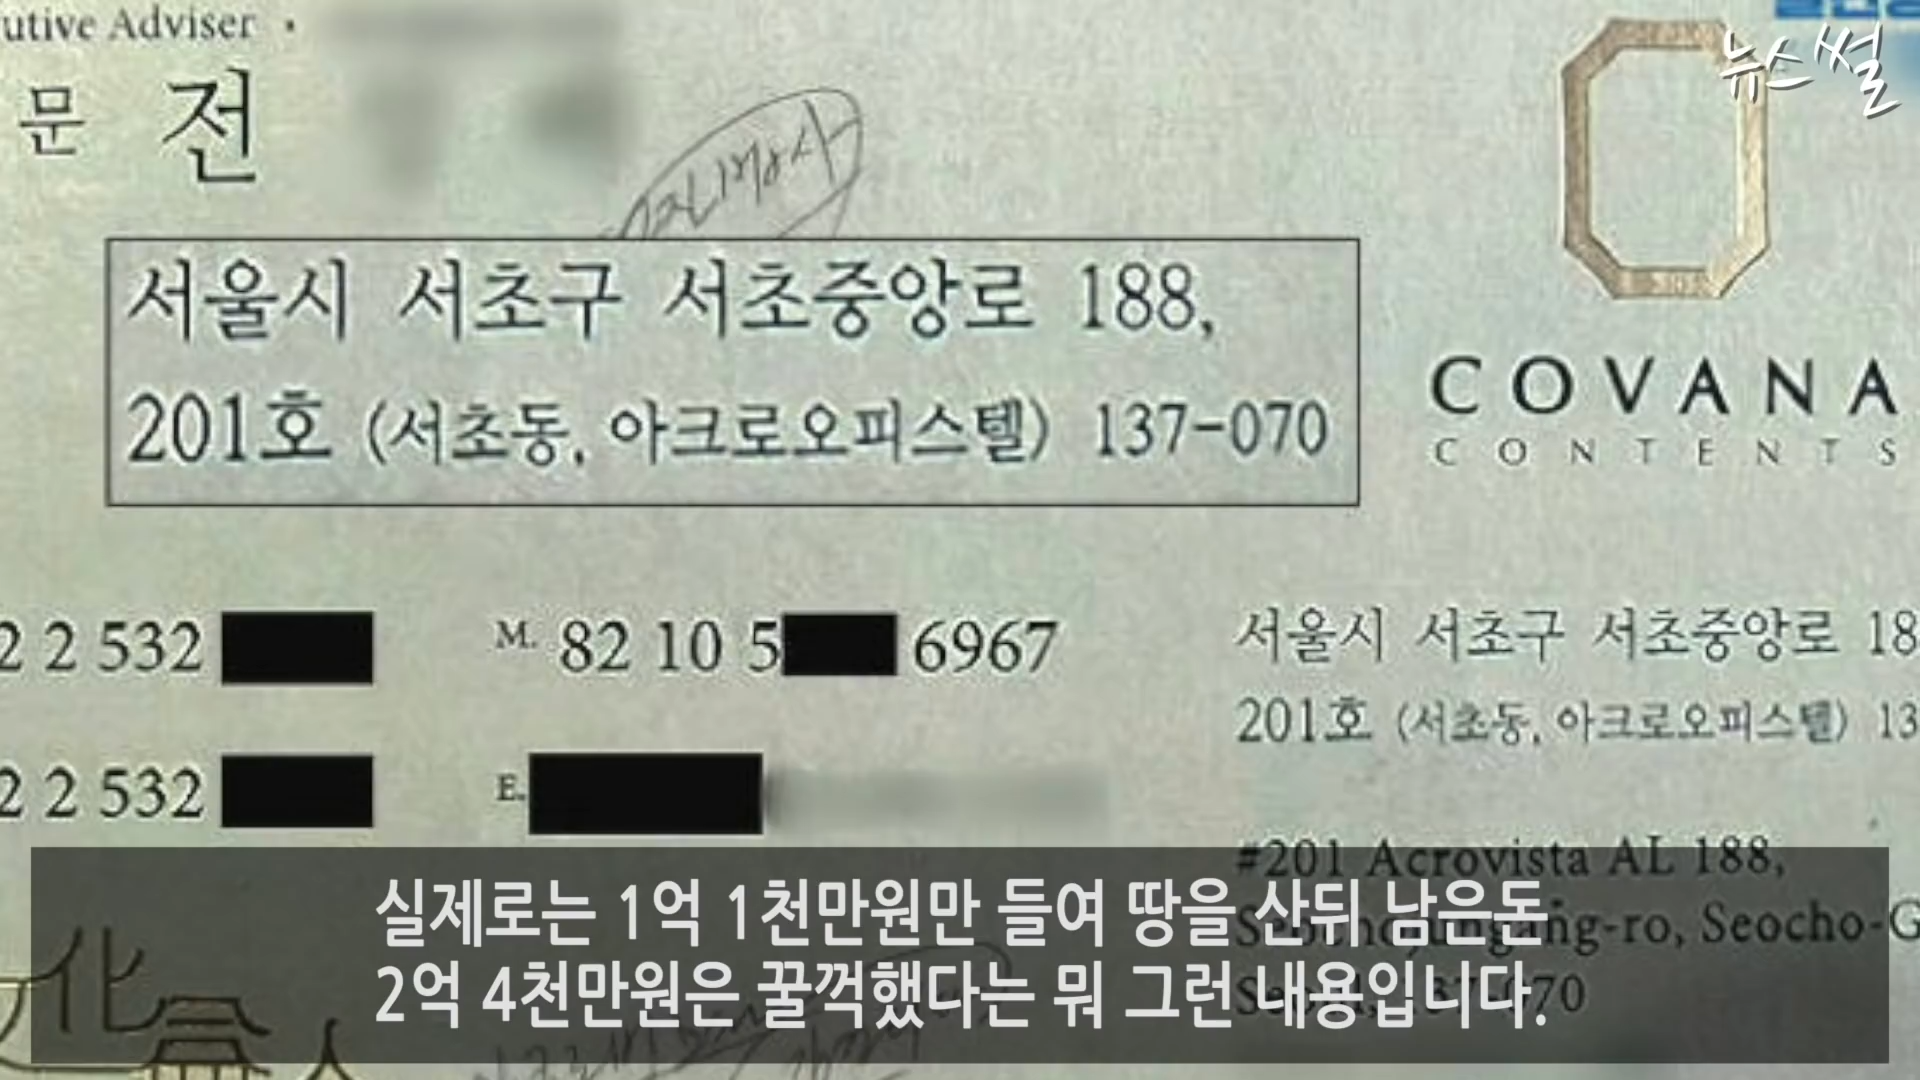 utive Adviser ·
뉴스썰
문 전
서울시 서초구 서초중앙로 188,
201호 (서초동, 아크로오피스텔) 137-070
COVANA
CONTENTS
2 2 532
M. 82 10 5 6967
서울시 서초구 서초중앙로 18
201호 (서초동, 아크로오피스텔) 13
2 2 532
E.
#201 Acrovista AL 188,
Seochojungang-ro, Seocho-G
137-070
실제로는 1억 1천만원만 들여 땅을 산뒤 남은돈
2억 4천만원은 꿀꺽했다는 뭐 그런 내용입니다.
化